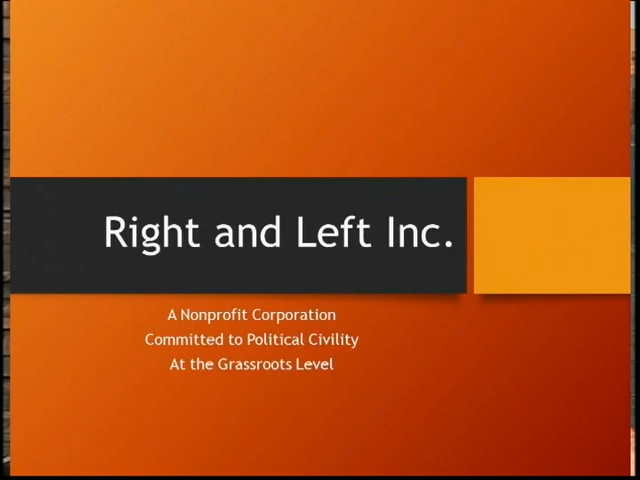 Right and Left Inc.
A Nonprofit Corporation
Committed to Political Civility
At the Grassroots Level